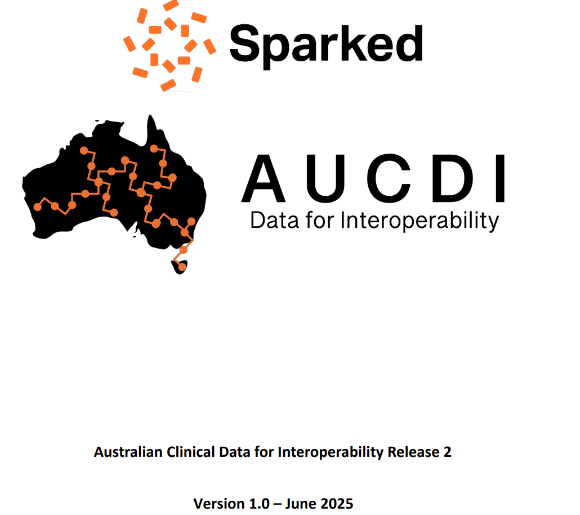 Sparked
AUCDI
Data for Interoperability
Australian Clinical Data for Interoperability Release 2
Version 1.0 – June 2025